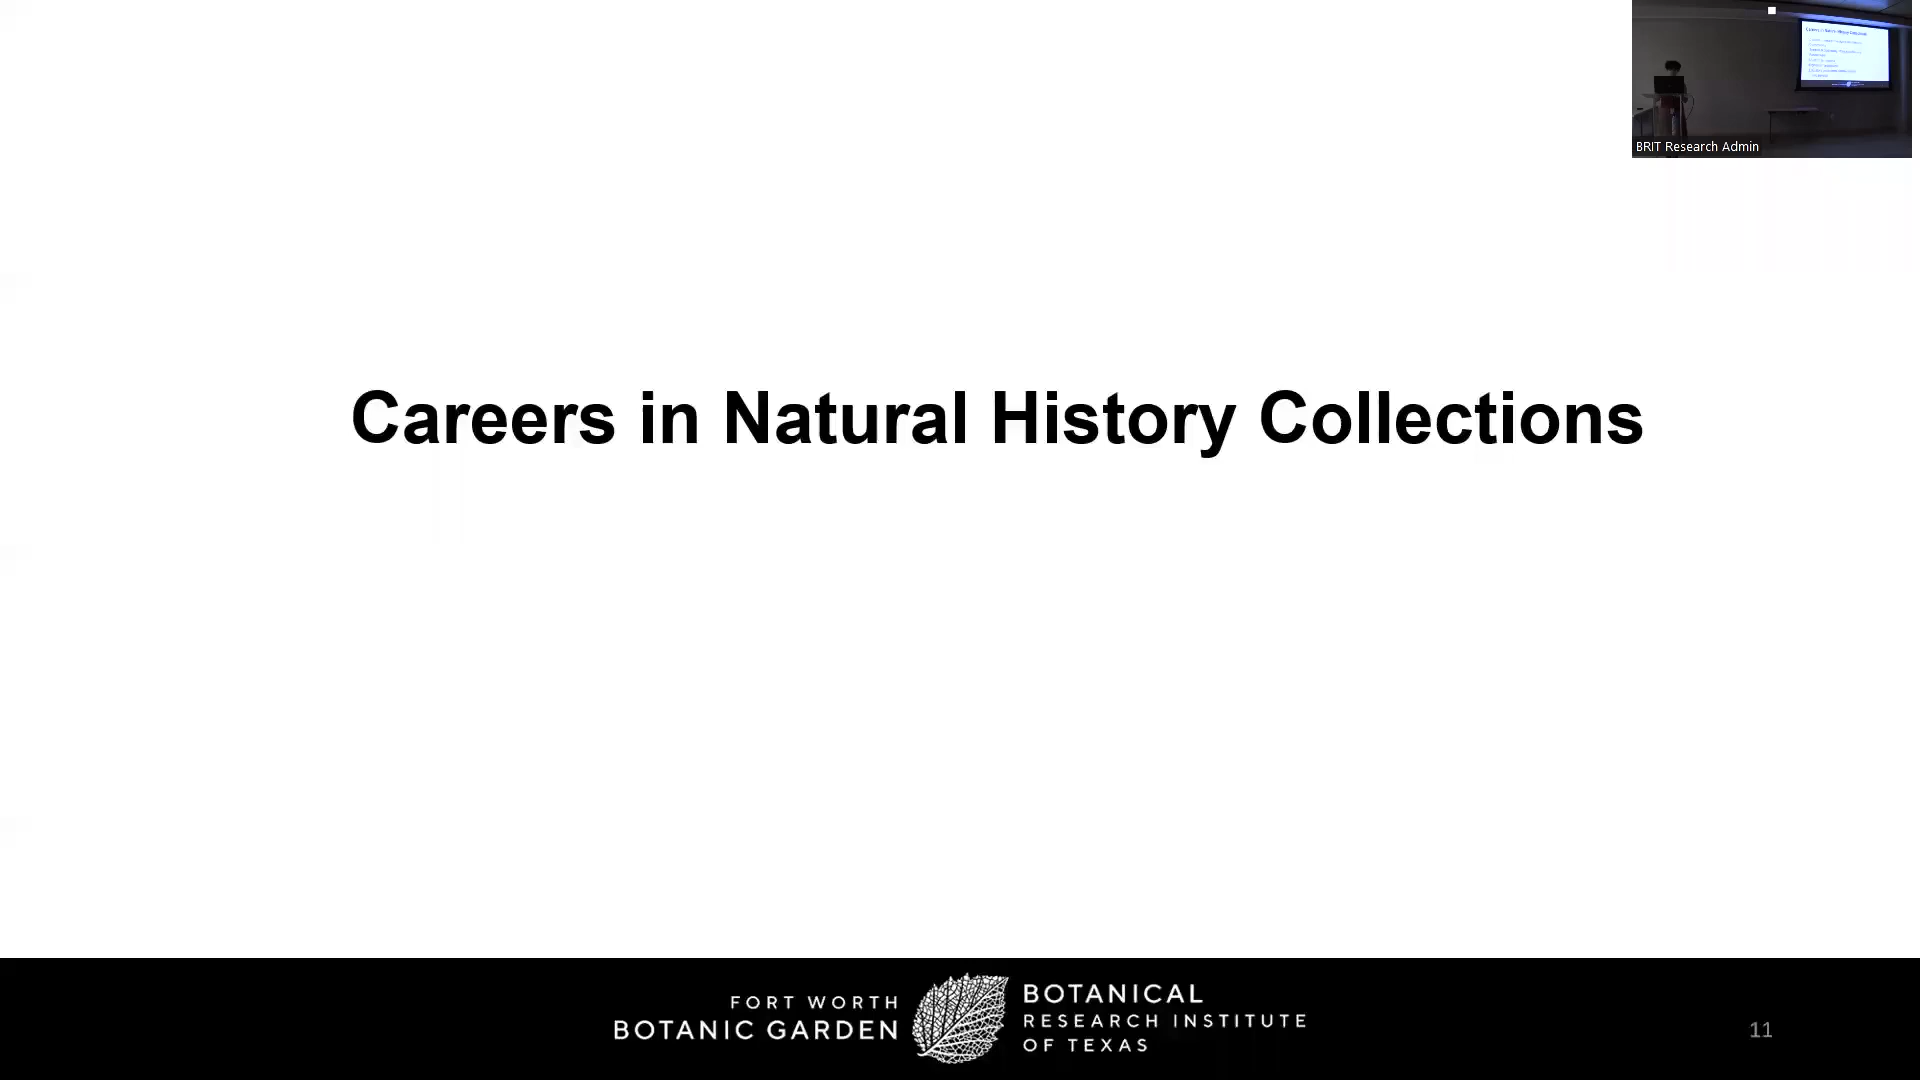 BRIT Research Admin
Careers in Natural History Collections
FORT WORTH
BOTANIC GARDEN
BOTANICAL
RESEARCH INSTITUTE
OF TEXAS
11